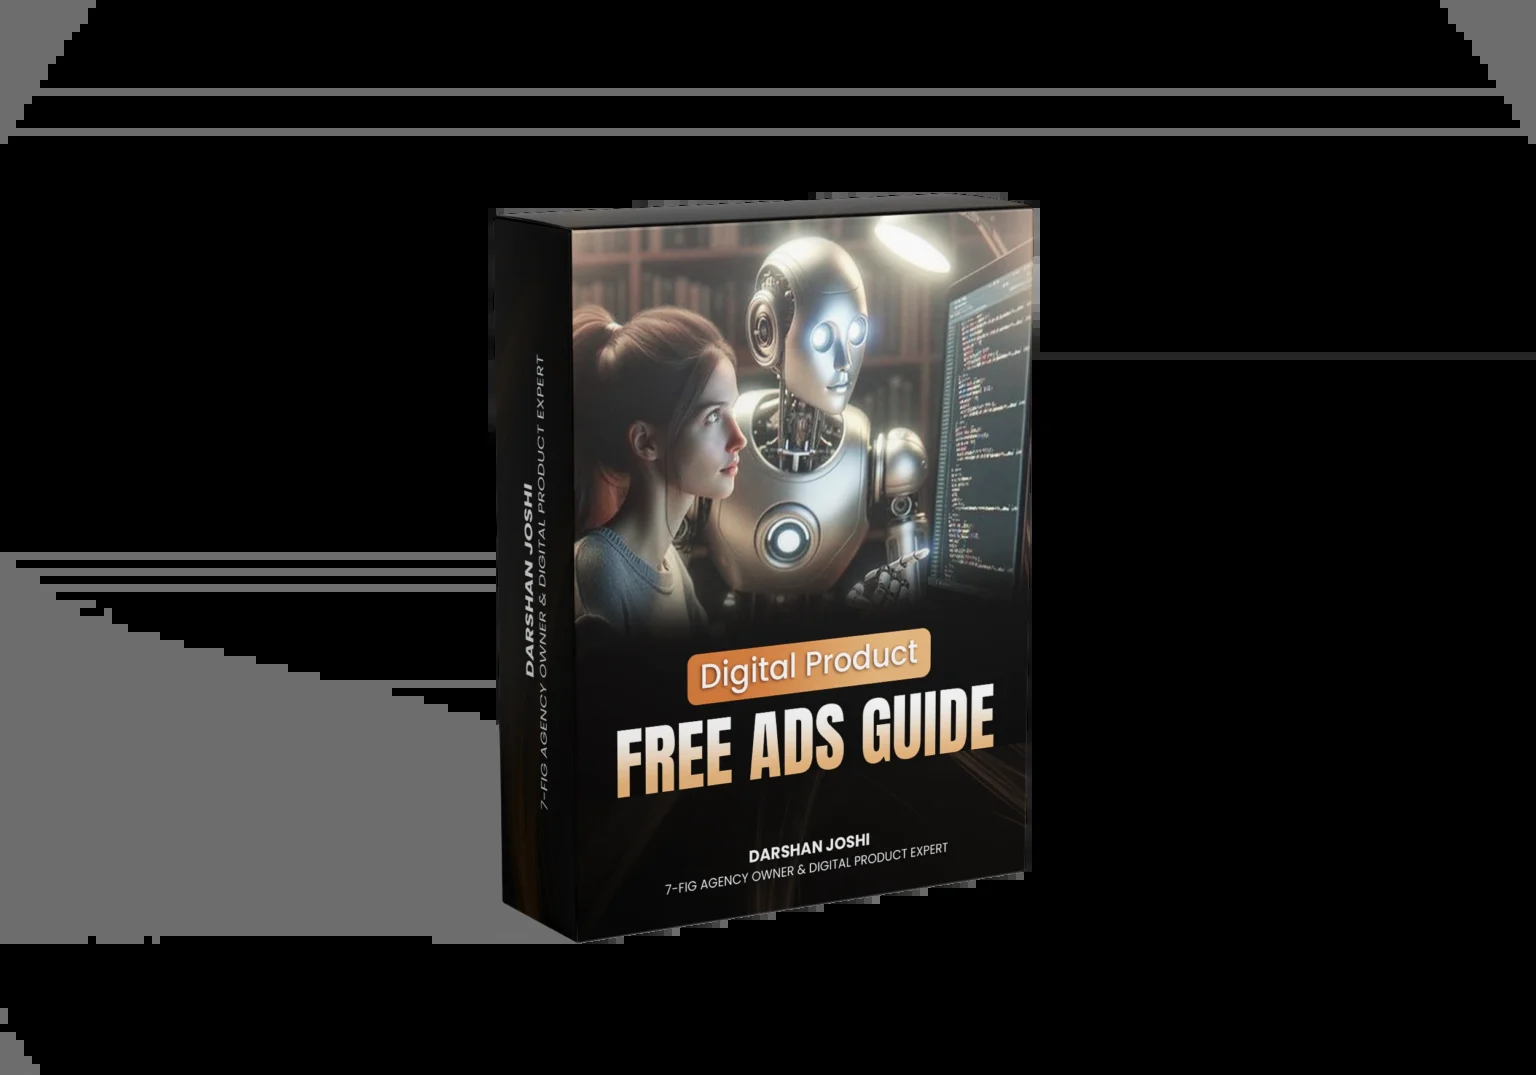 DARSHAN JOSHI
7-FIG AGENCY OWNER & DIGITAL PRODUCT EXPERT
Digital Product
FREE ADS GUIDE
DARSHAN JOSHI
7-FIG AGENCY OWNER & DIGITAL PRODUCT EXPERT